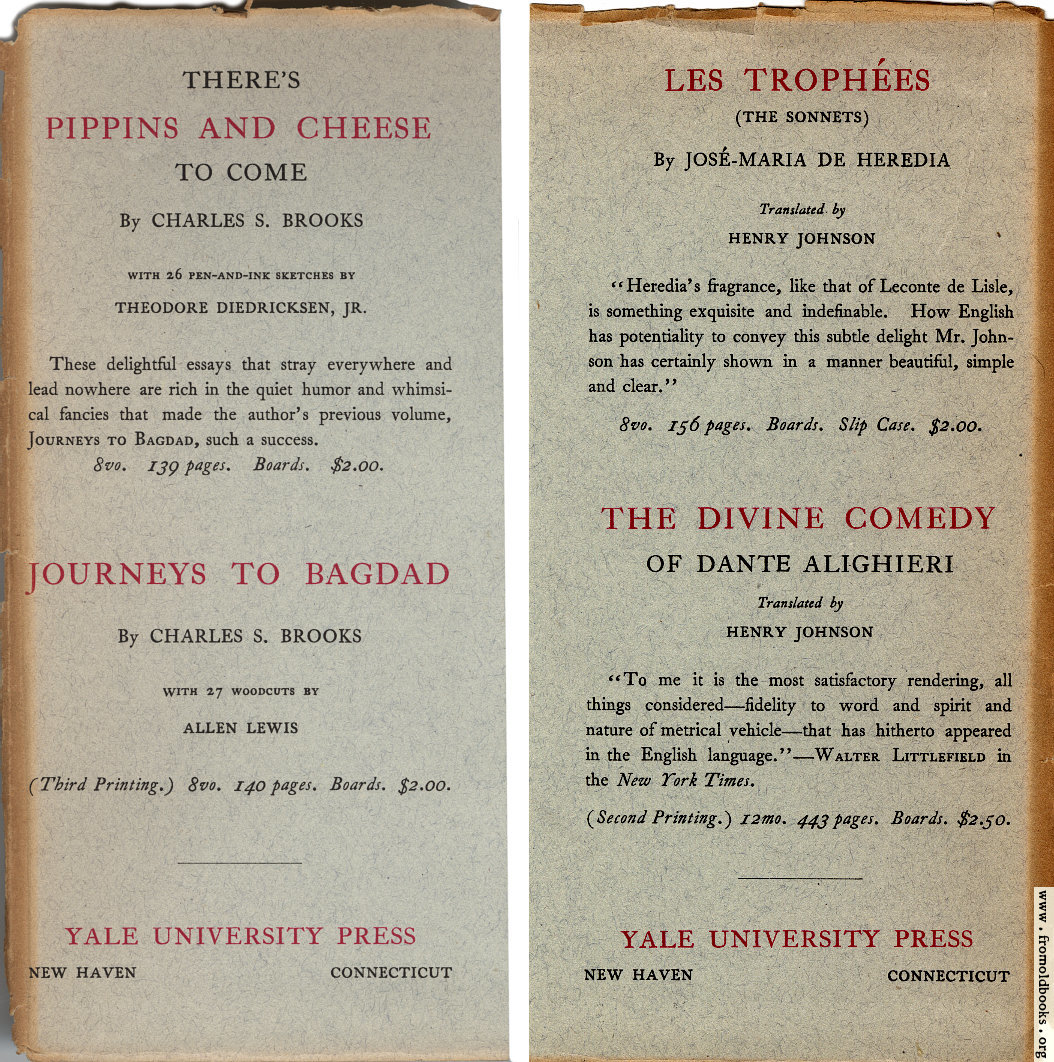 THERE'S
PIPPINS AND CHEESE
TO COME
By CHARLES S. BROOKS
WITH 26 PEN-AND-INK SKETCHES BY
THEODORE DIEDRICKSEN, JR.
These delightful essays that stray everywhere and
lead nowhere are rich in the quiet humor and whimsi-
cal fancies that made the author's previous volume,
JOURNEYS TO BAGDAD, such a success.
8vo. 139 pages. Boards. $2.00.
JOURNEYS TO BAGDAD
By CHARLES S. BROOKS
WITH 27 WOODCUTS BY
ALLEN LEWIS
(Third Printing.) 8vo. 140 pages. Boards. $2.00.
YALE UNIVERSITY PRESS
NEW HAVEN CONNECTICUT
LES TROPHÉES
(THE SONNETS)
By JOSÉ-MARIA DE HEREDIA
Translated by
HENRY JOHNSON
"Heredia's fragrance, like that of Leconte de Lisle,
is something exquisite and indefinable. How English
has potentiality to convey this subtle delight Mr. John-
son has certainly shown in a manner beautiful, simple
and clear."
8vo. 156 pages. Boards. Slip Case. $2.00.
THE DIVINE COMEDY
OF DANTE ALIGHIERI
Translated by
HENRY JOHNSON
"To me it is the most satisfactory rendering, all
things considered—fidelity to word and spirit and
nature of metrical vehicle—that has hitherto appeared
in the English language."—WALTER LITTLEFIELD in
the New York Times.
(Second Printing.) 12mo. 443 pages. Boards. $2.50.
YALE UNIVERSITY PRESS
NEW HAVEN CONNECTICUT
www.fromoldbooks.org